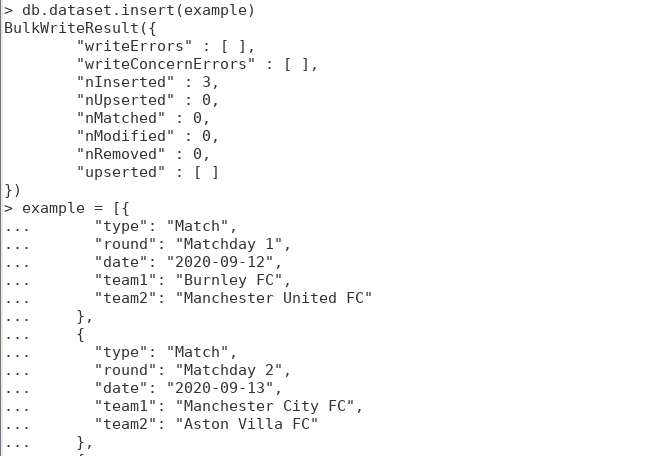 > db.dataset.insert(example)
BulkWriteResult({
        "writeErrors" : [ ],
        "writeConcernErrors" : [ ],
        "nInserted" : 3,
        "nUpserted" : 0,
        "nMatched" : 0,
        "nModified" : 0,
        "nRemoved" : 0,
        "upserted" : [ ]
})
> example = [{
...       "type": "Match",
...       "round": "Matchday 1",
...       "date": "2020-09-12",
...       "team1": "Burnley FC",
...       "team2": "Manchester United FC"
...     },
...     {
...       "type": "Match",
...       "round": "Matchday 2",
...       "date": "2020-09-13",
...       "team1": "Manchester City FC",
...       "team2": "Aston Villa FC"
...     },